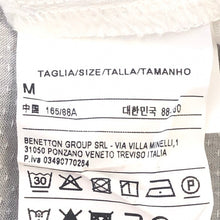 TAGLIA/SIZE/TALLA/TAMANHO
M
中国 165/88A 대한민국 88-90
BENETTON GROUP SRL - VIA VILLA MINELLI,1
31050 PONZANO VENETO TREVISO ITALIA
P.iva 03490770264
30